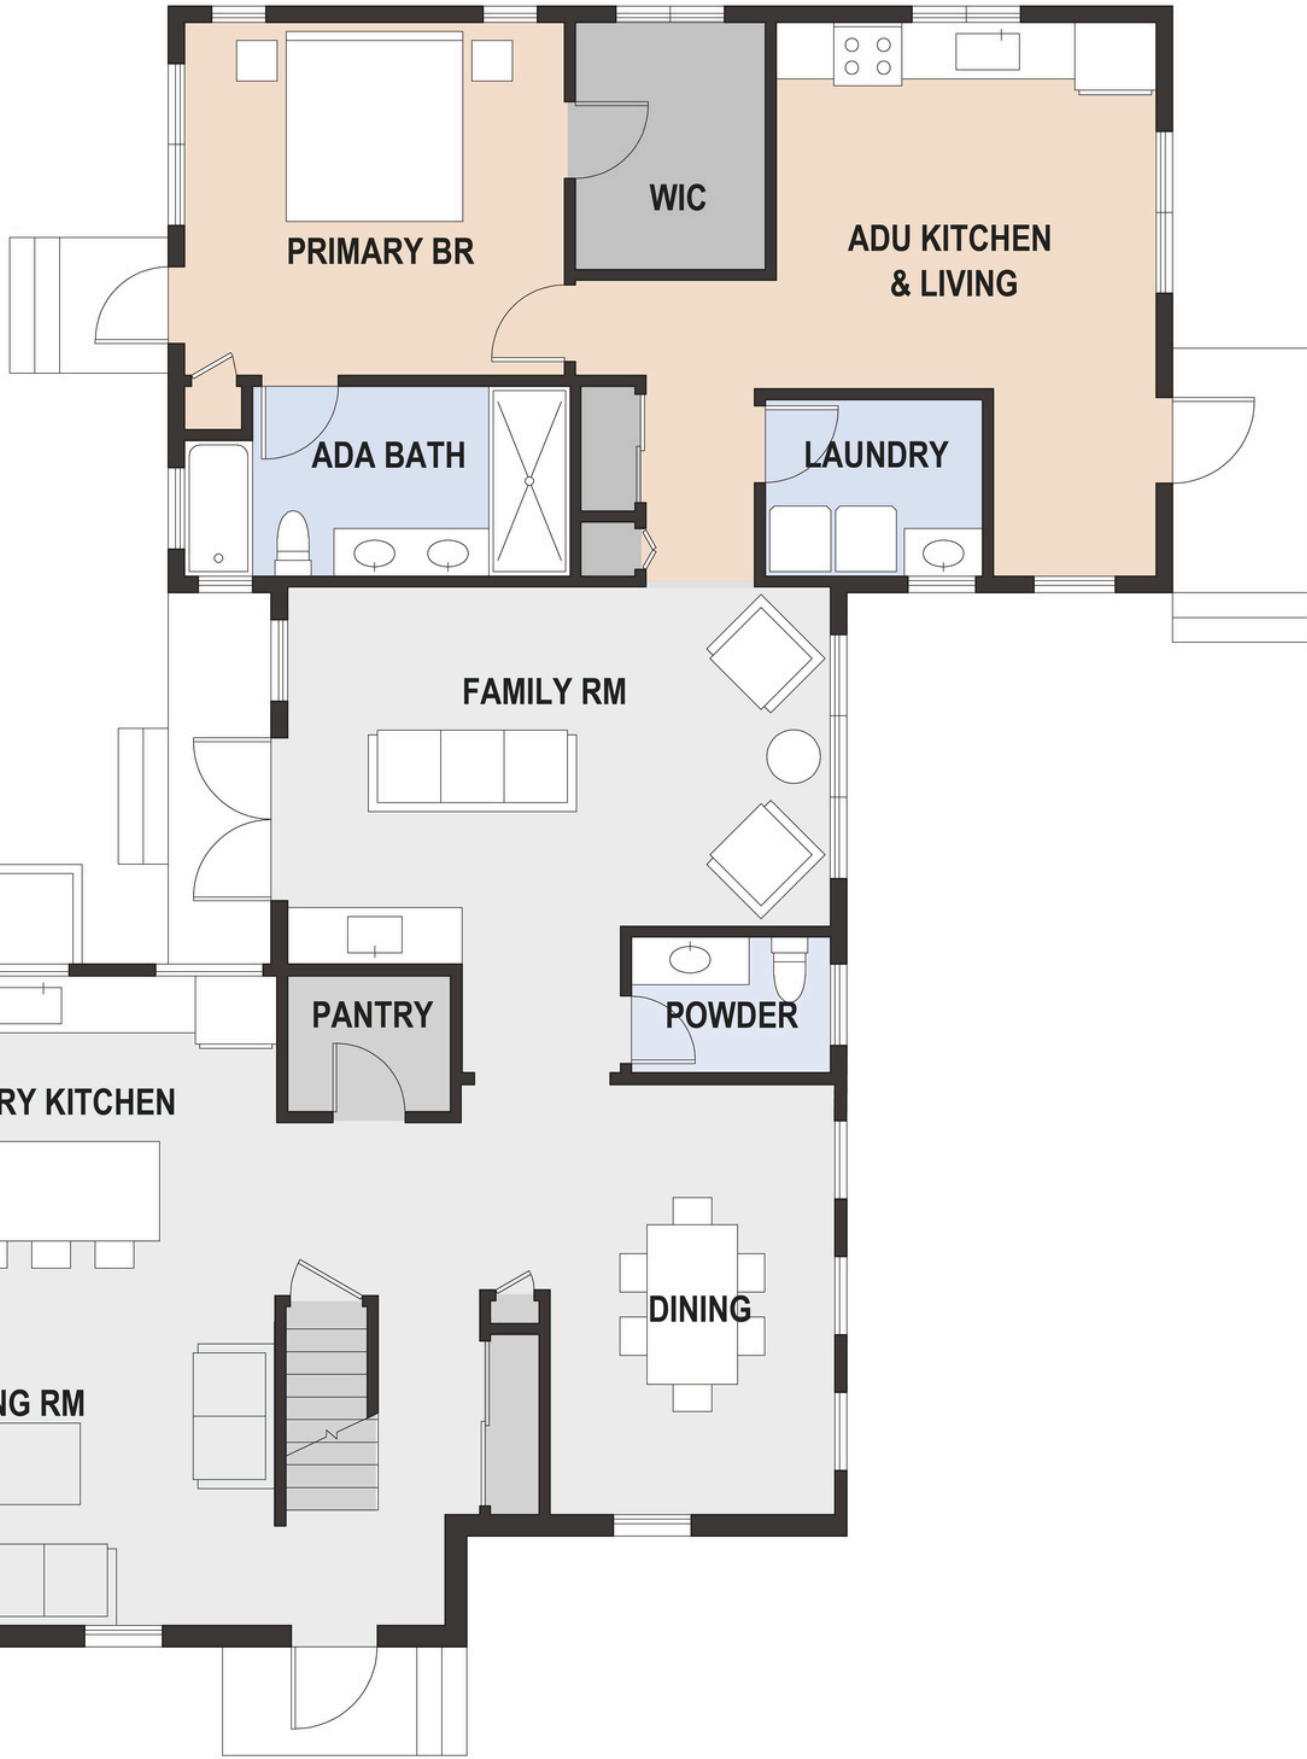 WIC
PRIMARY BR
ADU KITCHEN
& LIVING
ADA BATH
LAUNDRY
FAMILY RM
PANTRY
POWDER
RY KITCHEN
DINING
NG RM